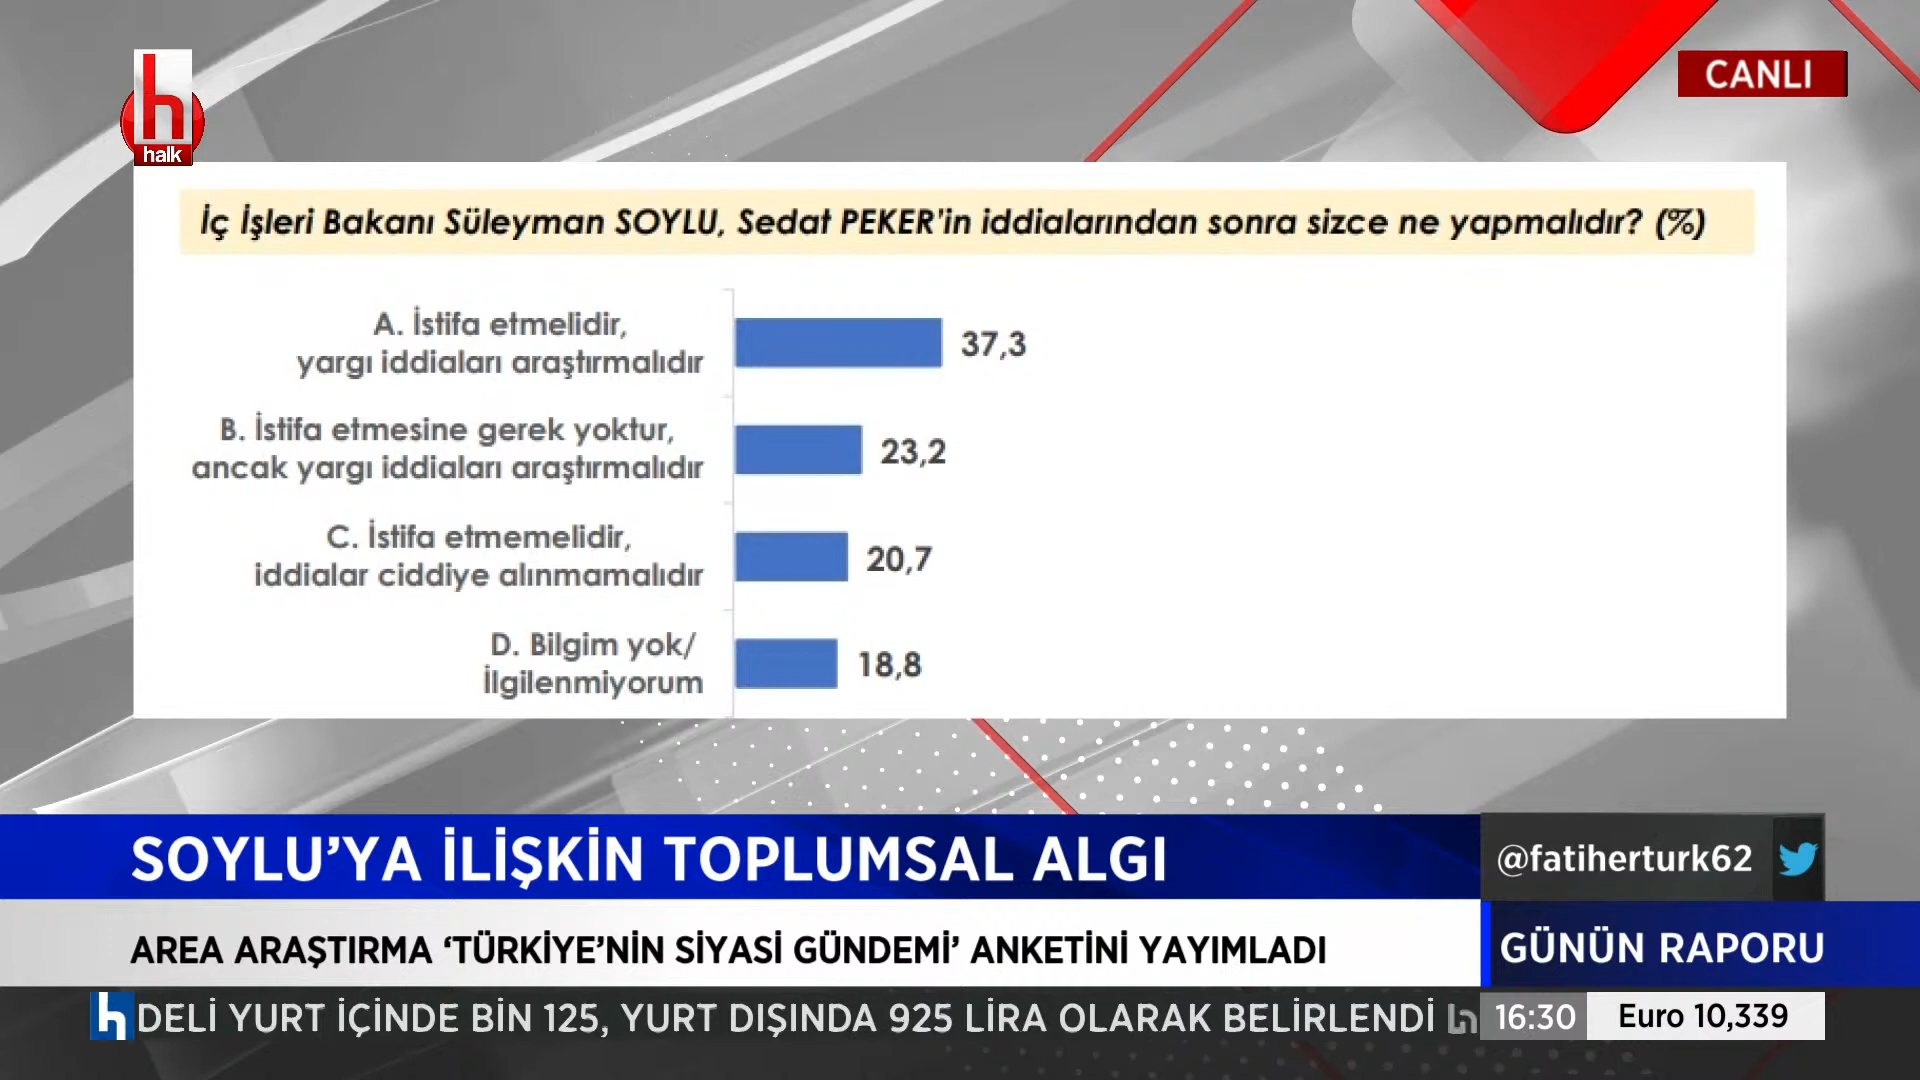 h
halk
CANLI
İç İşleri Bakanı Süleyman SOYLU, Sedat PEKER'in iddialarından sonra sizce ne yapmalıdır? (%)
A. İstifa etmelidir,
yargı iddiaları araştırmalıdır
37,3
B. İstifa etmesine gerek yoktur,
ancak yargı iddiaları araştırmalıdır
23,2
C. İstifa etmemelidir,
iddialar ciddiye alınmamalıdır
20,7
D. Bilgim yok/
İlgilenmiyorum
18,8
SOYLU’YA İLİŞKİN TOPLUMSAL ALGI
@fatiherturk62
AREA ARAŞTIRMA ‘TÜRKİYE’NİN SİYASİ GÜNDEMİ’ ANKETİNİ YAYIMLADI
GÜNÜN RAPORU
h DELİ YURT İÇİNDE BİN 125, YURT DIŞINDA 925 LİRA OLARAK BELİRLENDİ h
16:30
Euro 10,339